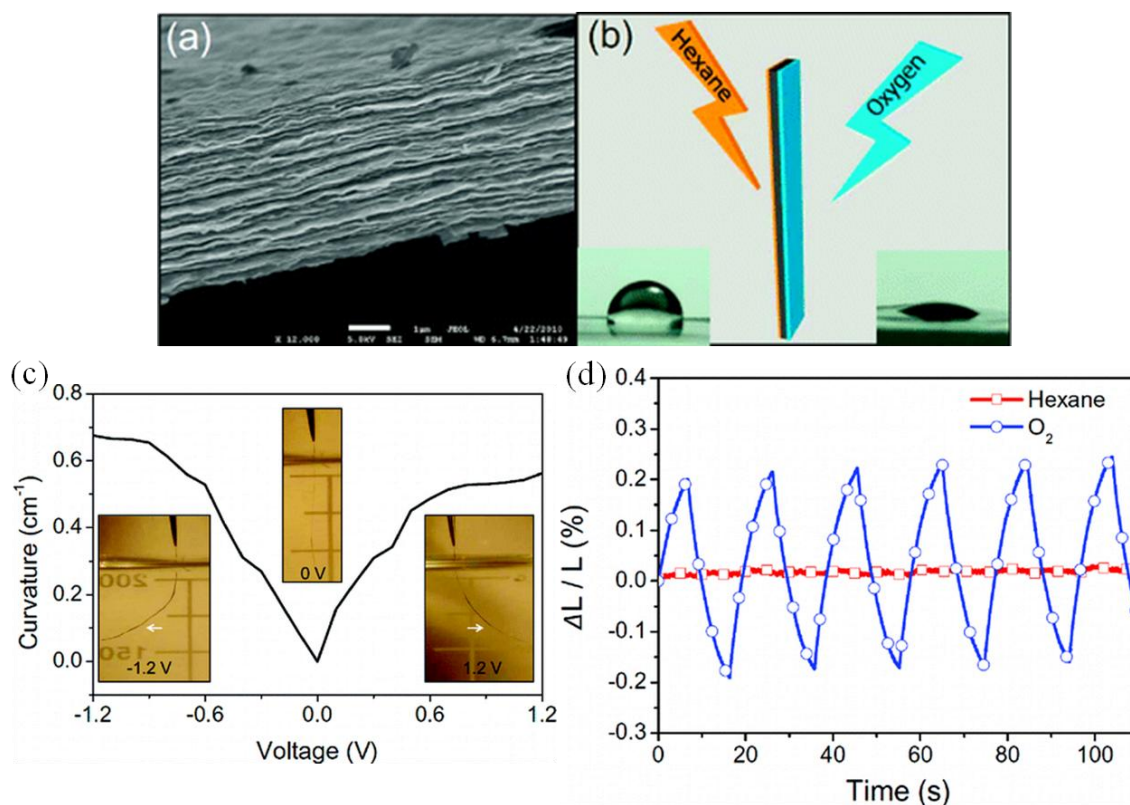 (a)
X 12,000
1μm
JEOL
4/22/2010
5.0kV
SEI
SEM
WD 6.7mm
1:48:49
(b)
Hexane
Oxygen
(c)
Curvature (cm⁻¹)
0.8
0.6
0.4
0.2
0.0
-1.2
-0.6
0.0
0.6
1.2
Voltage (V)
200
150
-1.2 V
0 V
1.2 V
(d)
ΔL / L (%)
0.4
0.3
0.2
0.1
0.0
-0.1
-0.2
-0.3
0
20
40
60
80
100
Time (s)
Hexane
O₂